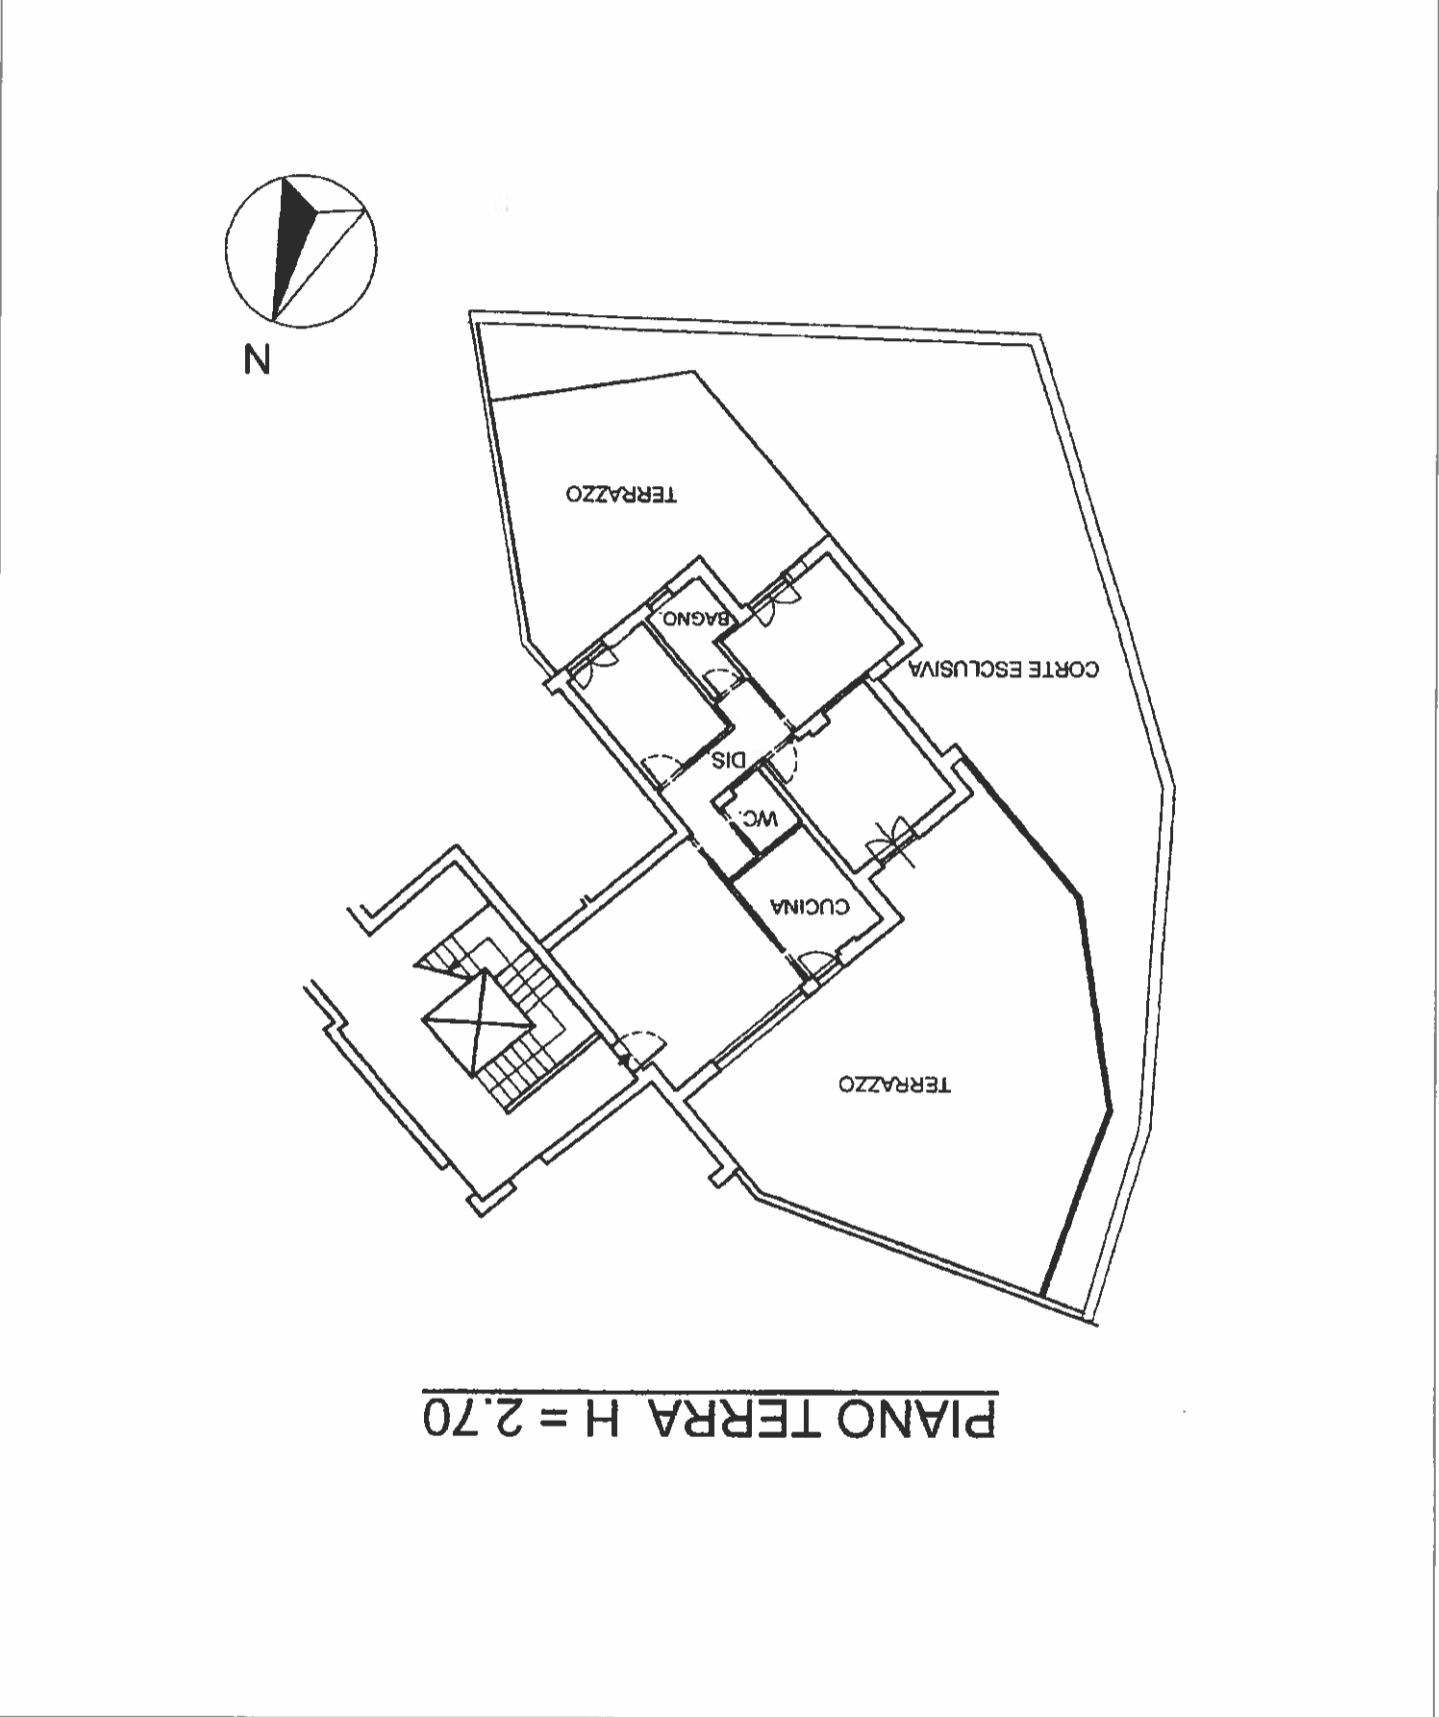 PIANO TERRA H = 2.70
TERRAZZO
CUCINA
WC.
DIS
CORTE ESCLUSIVA
BAGNO.
TERRAZZO
N